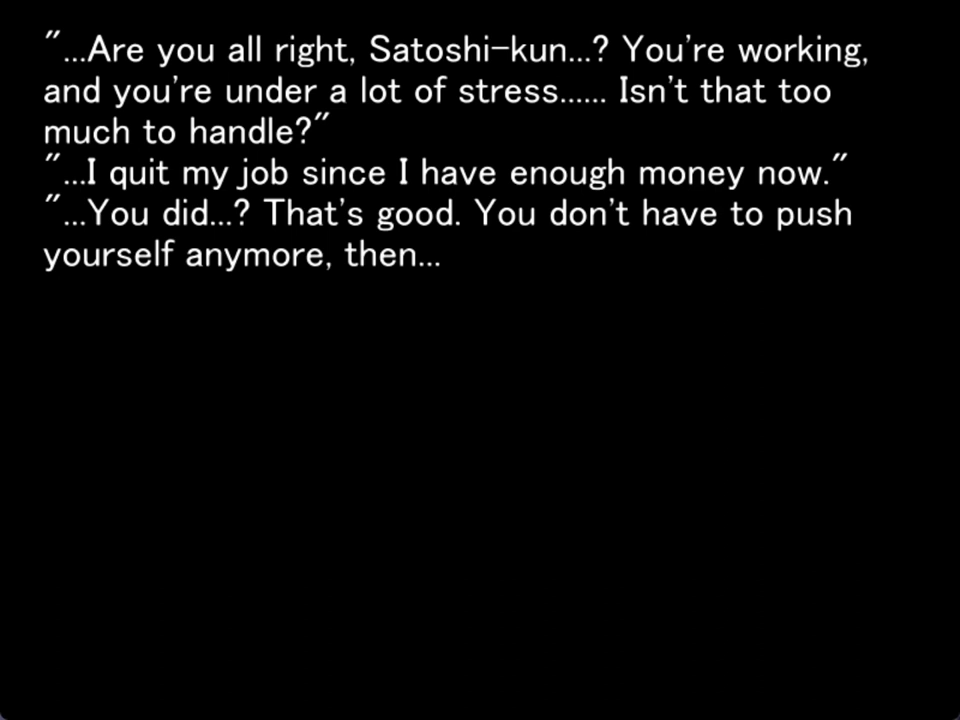 "...Are you all right, Satoshi-kun...? You're working,
and you're under a lot of stress...... Isn't that too
much to handle?"
"...I quit my job since I have enough money now."
"...You did...? That's good. You don't have to push
yourself anymore, then...